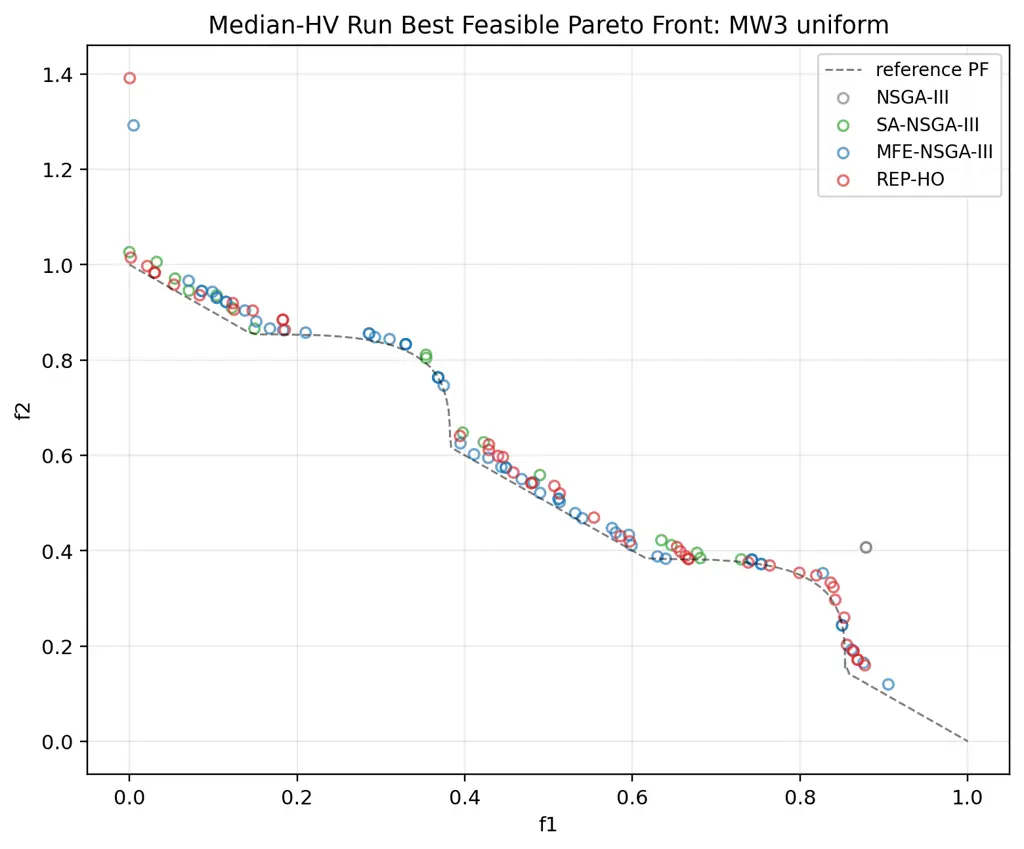 Median-HV Run Best Feasible Pareto Front: MW3 uniform
reference PF
NSGA-III
SA-NSGA-III
MFE-NSGA-III
REP-HO
1.4
1.2
1.0
0.8
0.6
0.4
0.2
0.0
f2
0.0 0.2 0.4 0.6 0.8 1.0
f1